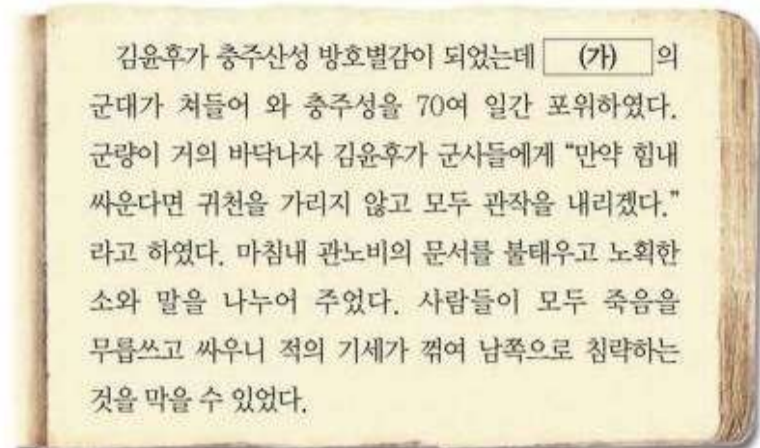 김윤후가 충주산성 방호별감이 되었는데 (가) 의
군대가 쳐들어 와 충주성을 70여 일간 포위하였다.
군량이 거의 바닥나자 김윤후가 군사들에게 “만약 힘내
싸운다면 귀천을 가리지 않고 모두 관작을 내리겠다.”
라고 하였다. 마침내 관노비의 문서를 불태우고 노획한
소와 말을 나누어 주었다. 사람들이 모두 죽음을
무릅쓰고 싸우니 적의 기세가 꺾여 남쪽으로 침략하는
것을 막을 수 있었다.